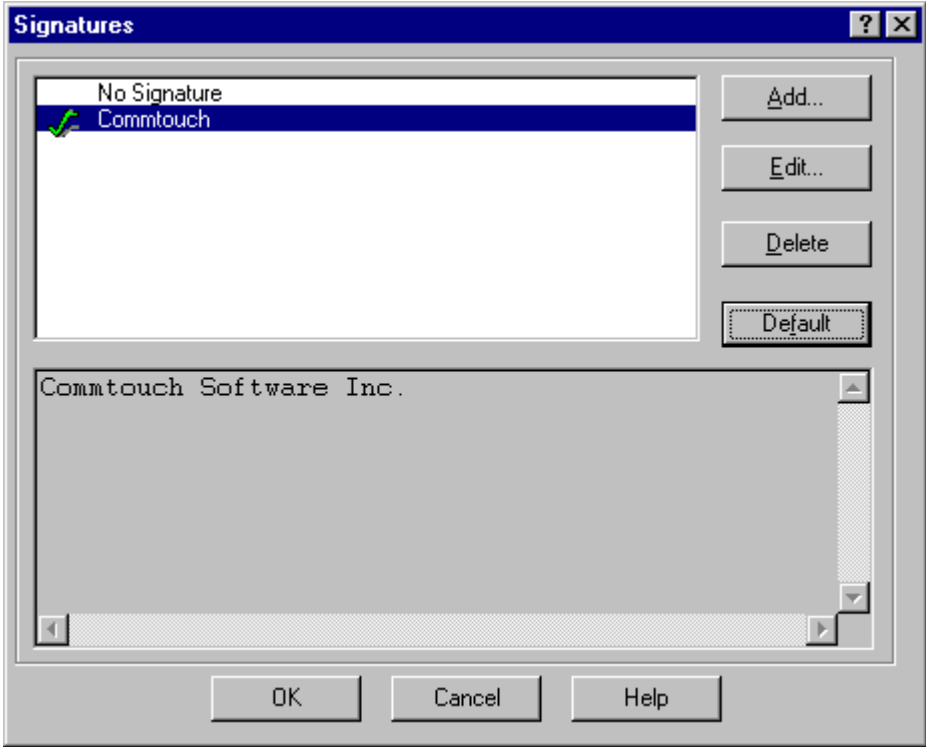 Signatures
No Signature
Commtouch
Add...
Edit...
Delete
Default
Commtouch Software Inc.
OK
Cancel
Help